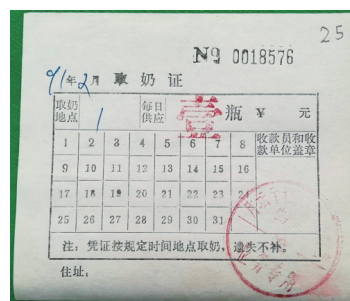 25
№ 0018576
91年2月 取奶证
取奶地点 1 每日供应 壹 瓶 ¥ 元
1 2 3 4 5 6 7 8 收款员和收款单位盖章
9 10 11 12 13 14 15 16
17 18 19 20 21 22 23 24
25 26 27 28 29 30 31
注：凭证按规定时间地点取奶，遗失不补。
住址：